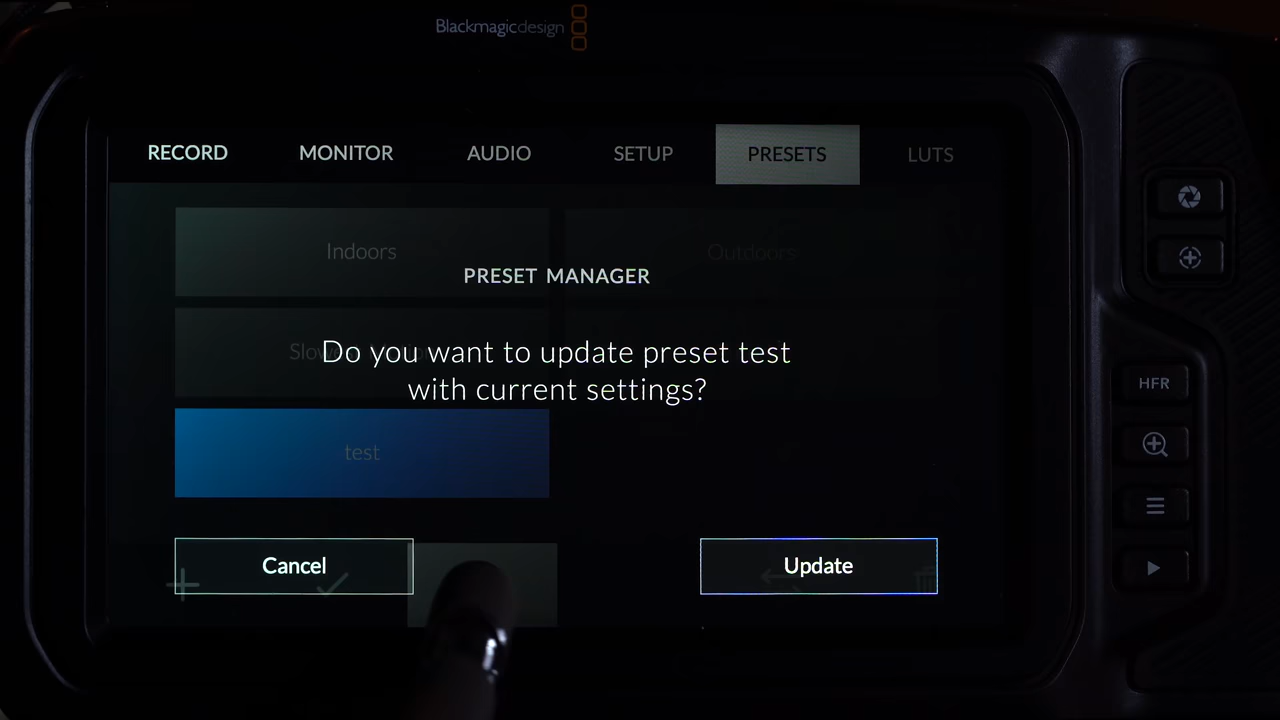 Blackmagicdesign
RECORD MONITOR AUDIO SETUP PRESETS LUTS
Indoors Outdoors
PRESET MANAGER
Do you want to update preset test
with current settings?
HFR
test
Cancel Update